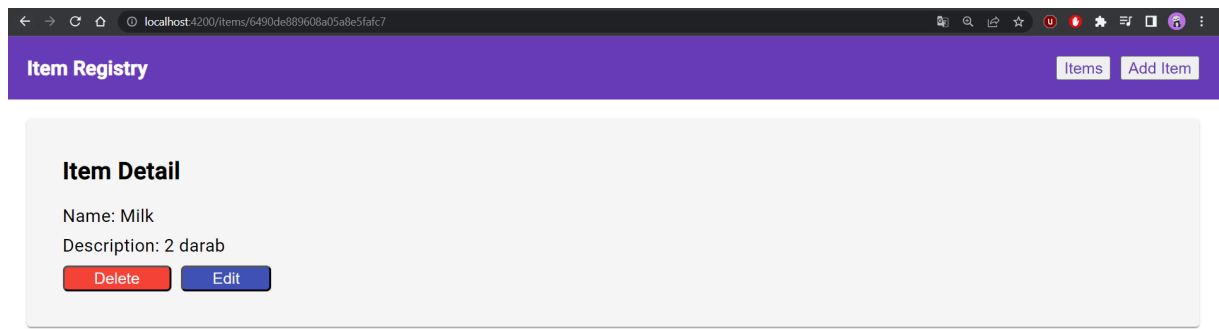 localhost:4200/items/6490de889608a05a8e5fafc7
Item Registry
Items
Add Item
Item Detail
Name: Milk
Description: 2 darab
Delete
Edit